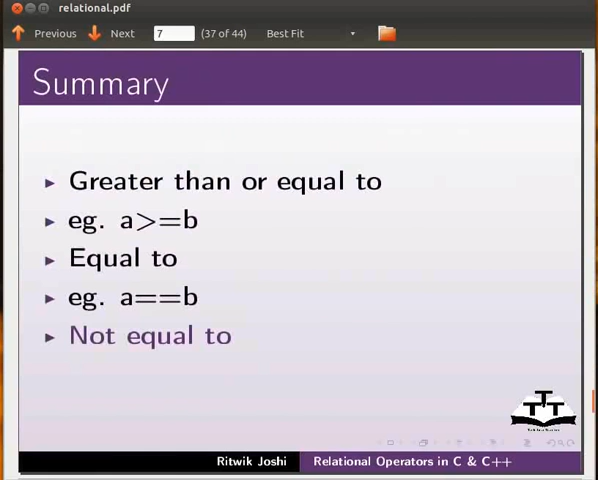 relational.pdf
Previous Next 7 (37 of 44) Best Fit
Summary
Greater than or equal to
eg. a>=b
Equal to
eg. a==b
Not equal to
TTT
Ritwik Joshi Relational Operators in C & C++